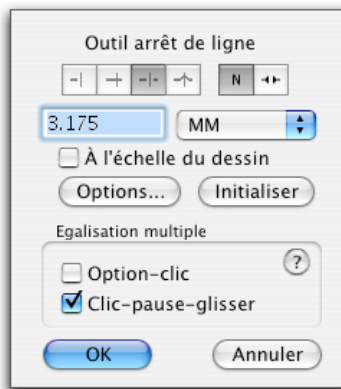 Outil arrêt de ligne
N
3.175 MM
À l'échelle du dessin
Options... Initialiser
Egalisation multiple
?
Option-clic
Clic-pause-glisser
OK Annuler